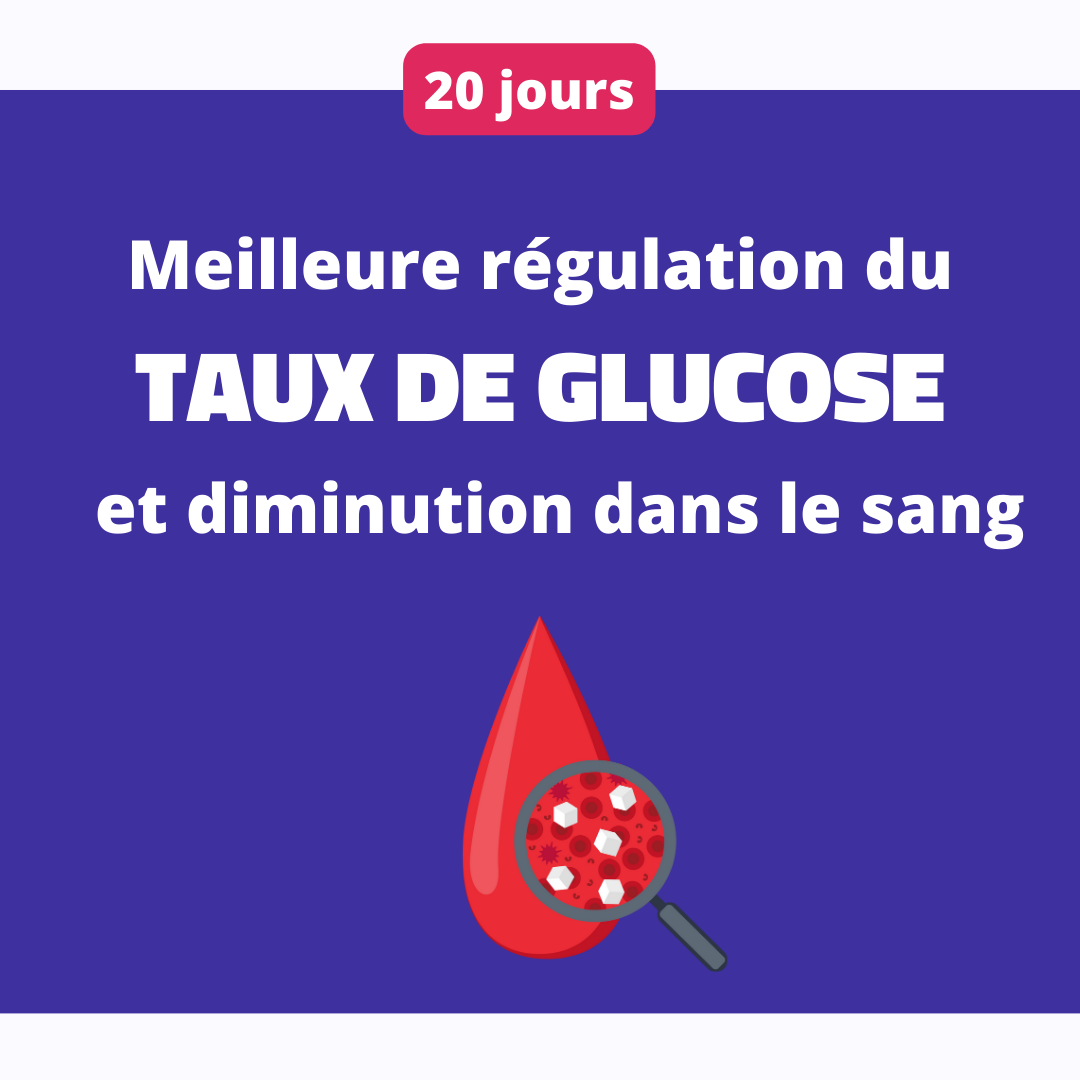 20 jours
Meilleure régulation du
TAUX DE GLUCOSE
et diminution dans le sang